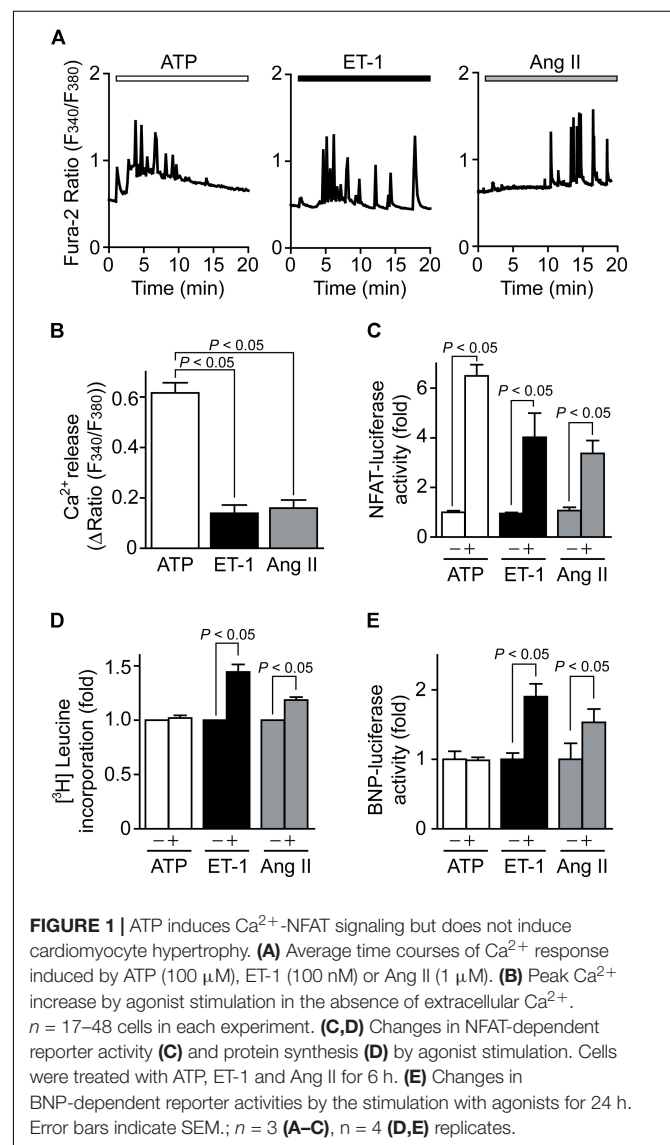 A
ATP
ET-1
Ang II
Fura-2 Ratio (F340/F380)
2
1
0
0 5 10 15 20
Time (min)
2
1
0
0 5 10 15 20
Time (min)
2
1
0
0 5 10 15 20
Time (min)
B
Ca2+ release
(ΔRatio (F340/F380))
0.6
0.4
0.2
0
P < 0.05
P < 0.05
ATP ET-1 Ang II
C
NFAT-luciferase
activity (fold)
6
4
2
0
P < 0.05
P < 0.05
P < 0.05
− + − + − +
ATP ET-1 Ang II
D
[3H] Leucine
incorporation (fold)
1.5
1.0
0.5
0
P < 0.05
P < 0.05
− + − + − +
ATP ET-1 Ang II
E
BNP-luciferase
activity (fold)
2
1
0
P < 0.05
P < 0.05
− + − + − +
ATP ET-1 Ang II
FIGURE 1 | ATP induces Ca2+-NFAT signaling but does not induce
cardiomyocyte hypertrophy. (A) Average time courses of Ca2+ response
induced by ATP (100 μM), ET-1 (100 nM) or Ang II (1 μM). (B) Peak Ca2+
increase by agonist stimulation in the absence of extracellular Ca2+.
n = 17–48 cells in each experiment. (C,D) Changes in NFAT-dependent
reporter activity (C) and protein synthesis (D) by agonist stimulation. Cells
were treated with ATP, ET-1 and Ang II for 6 h. (E) Changes in
BNP-dependent reporter activities by the stimulation with agonists for 24 h.
Error bars indicate SEM.; n = 3 (A–C), n = 4 (D,E) replicates.